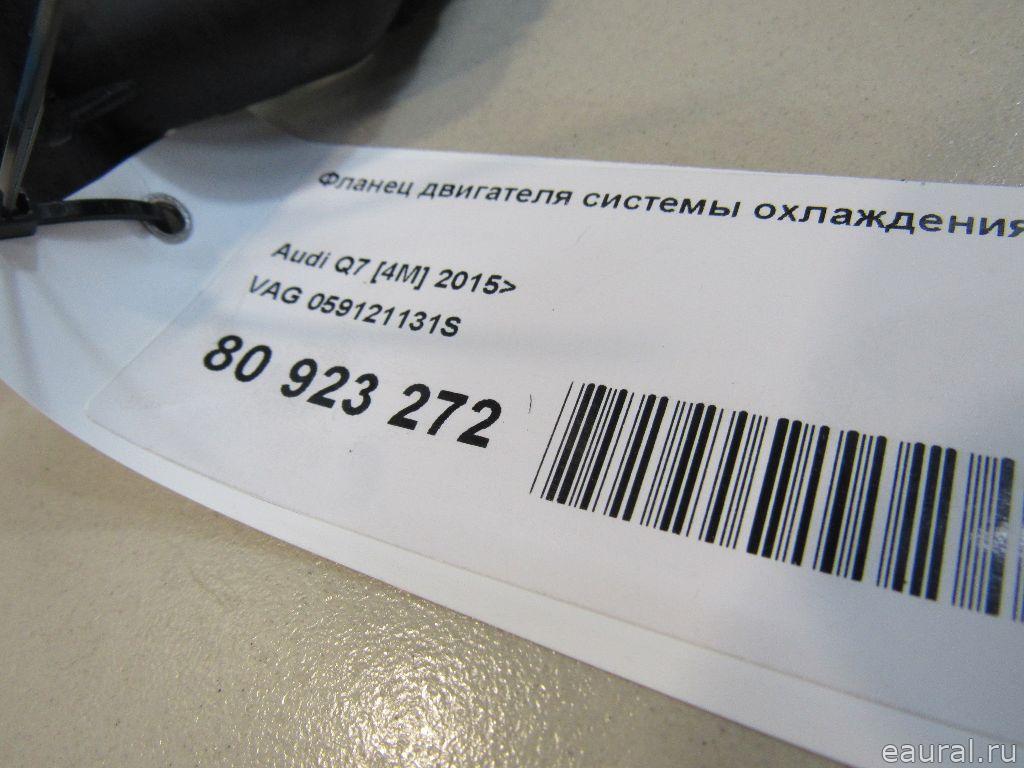 Фланец двигателя системы охлаждения
Audi Q7 [4M] 2015>
VAG 059121131S
80 923 272
eaural.ru